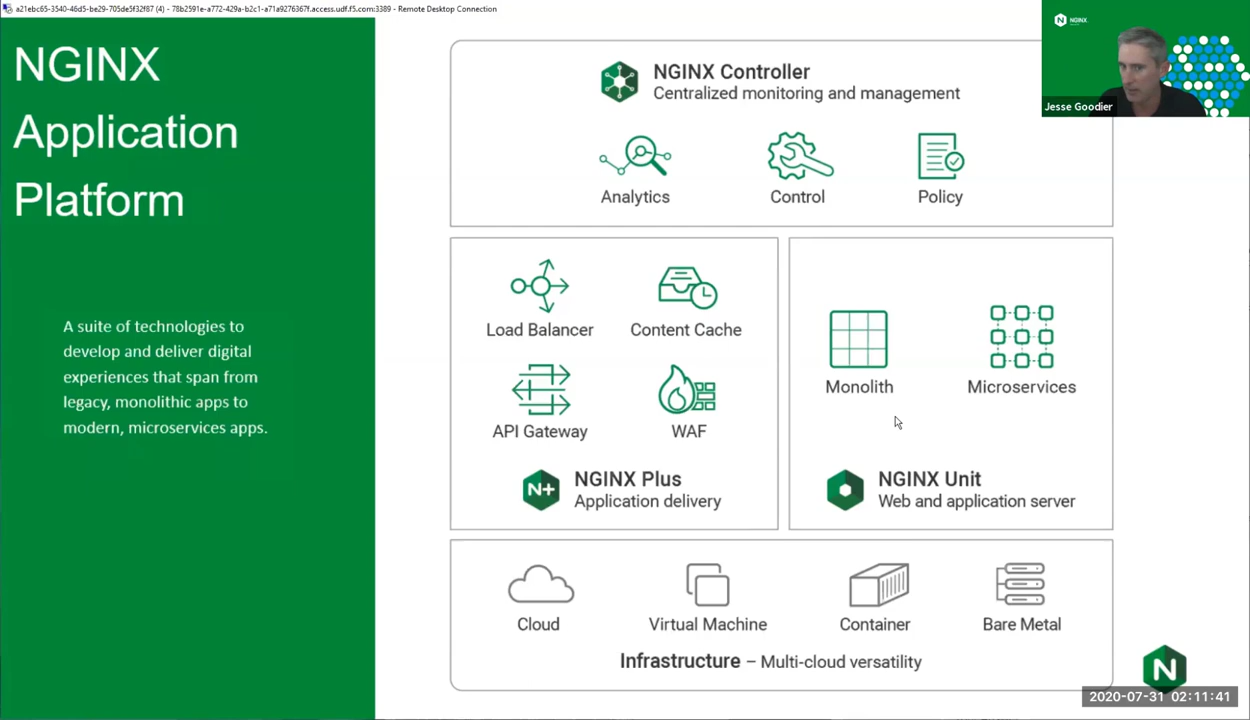 a21ebc65-3540-46d5-be29-705de5f32f87 (4) - 78b2591e-a772-429a-b2c1-a71a9276367f.access.udf.f5.com:3389 - Remote Desktop Connection
NGINX
Application
Platform
A suite of technologies to
develop and deliver digital
experiences that span from
legacy, monolithic apps to
modern, microservices apps.
NGINX Controller
Centralized monitoring and management
Analytics
Control
Policy
Load Balancer
Content Cache
API Gateway
WAF
N+
NGINX Plus
Application delivery
Monolith
Microservices
NGINX Unit
Web and application server
Cloud
Virtual Machine
Container
Bare Metal
Infrastructure – Multi-cloud versatility
NGINX
Jesse Goodier
N
2020-07-31 02:11:41